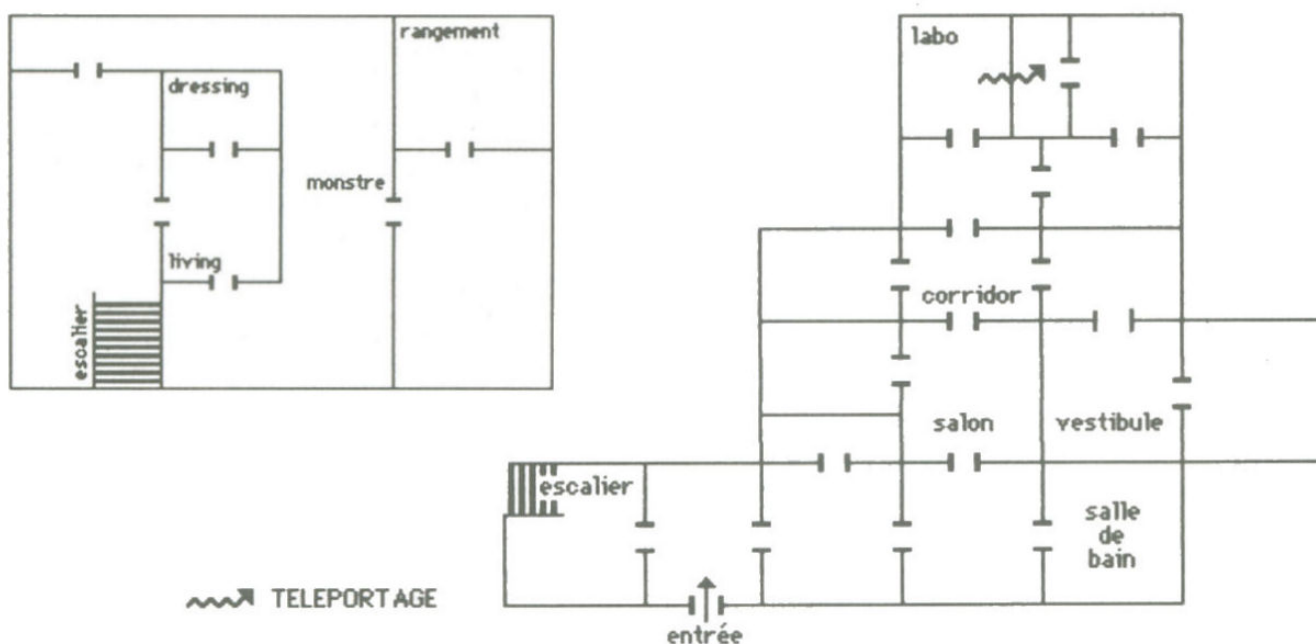 rangement
dressing
monstre
living
escalier
labo
corridor
salon
vestibule
escalier
salle
de
bain
TELEPORTAGE
entrée